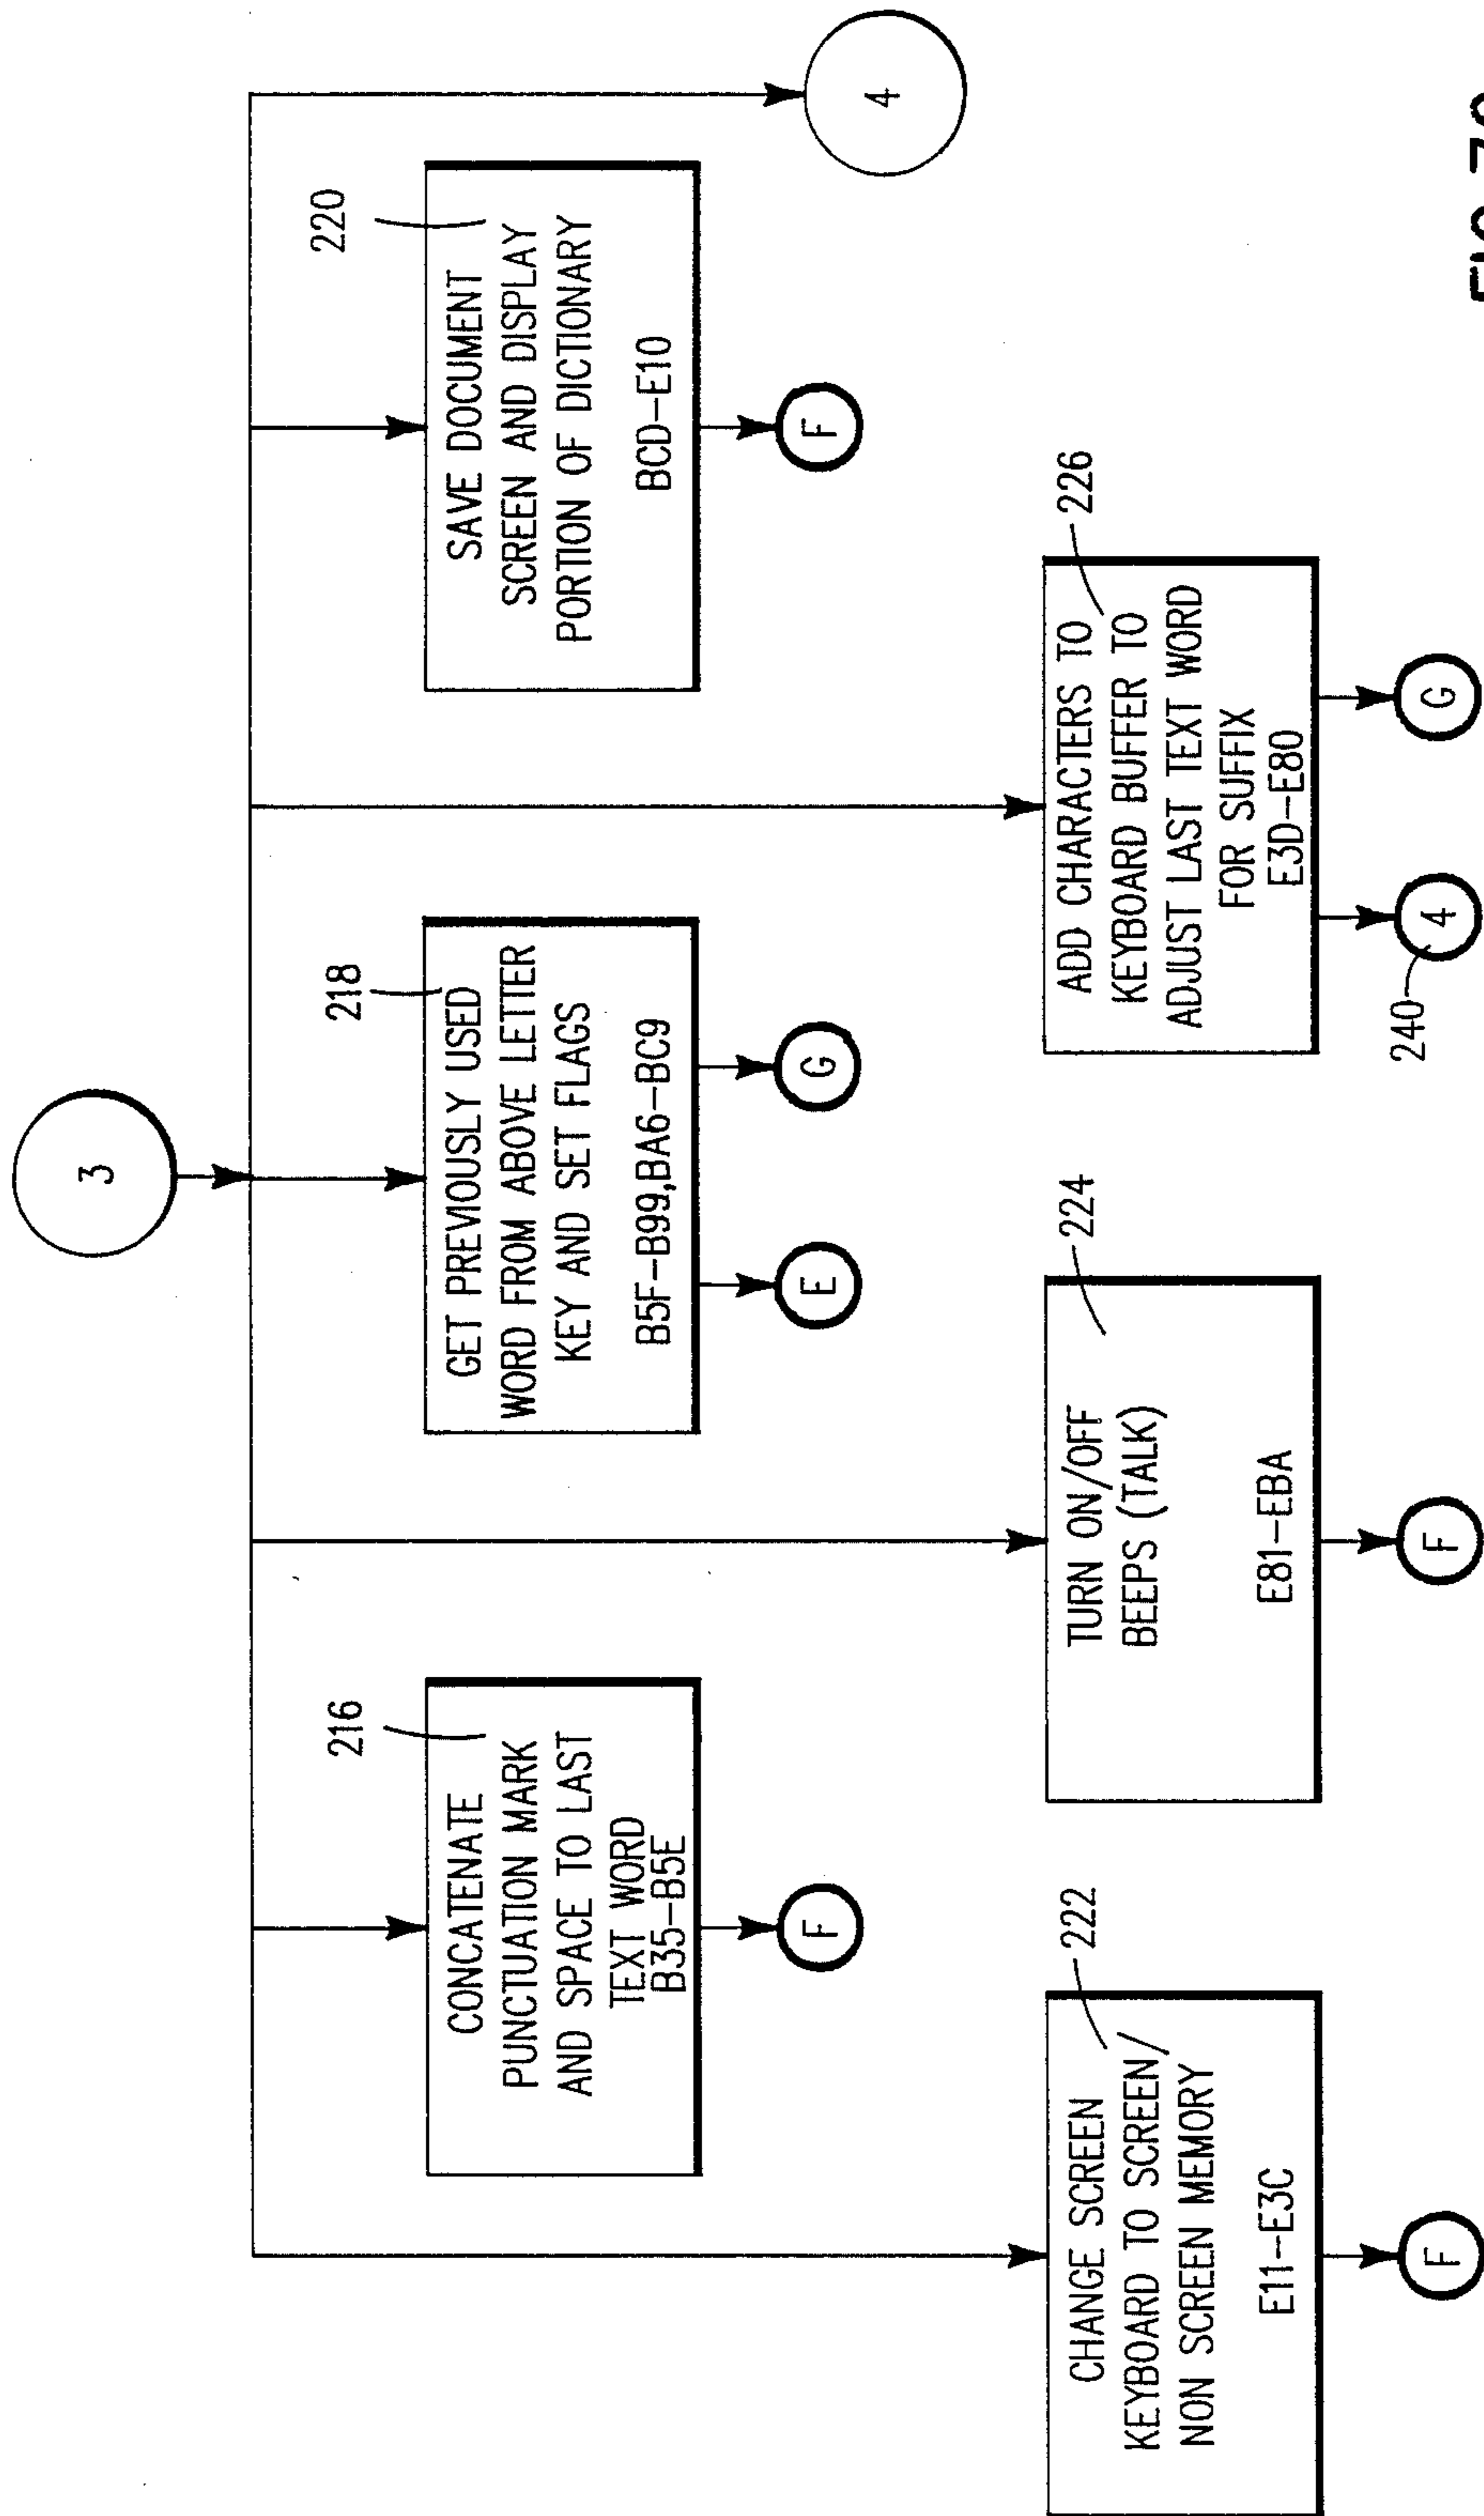 3
216
CONCATENATE
PUNCTUATION MARK
AND SPACE TO LAST
TEXT WORD
B35-B5E
F
218
GET PREVIOUSLY USED
WORD FROM ABOVE LETTER
KEY AND SET FLAGS
B5F-B99,BA6-BC9
E
G
220
SAVE DOCUMENT
SCREEN AND DISPLAY
PORTION OF DICTIONARY
BCD-E10
F
4
222
CHANGE SCREEN
KEYBOARD TO SCREEN/
NON SCREEN MEMORY
E11-E3C
F
224
TURN ON/OFF
BEEPS (TALK)
E81-EBA
F
226
ADD CHARACTERS TO
KEYBOARD BUFFER TO
ADJUST LAST TEXT WORD
FOR SUFFIX
E3D-E80
240
4
G